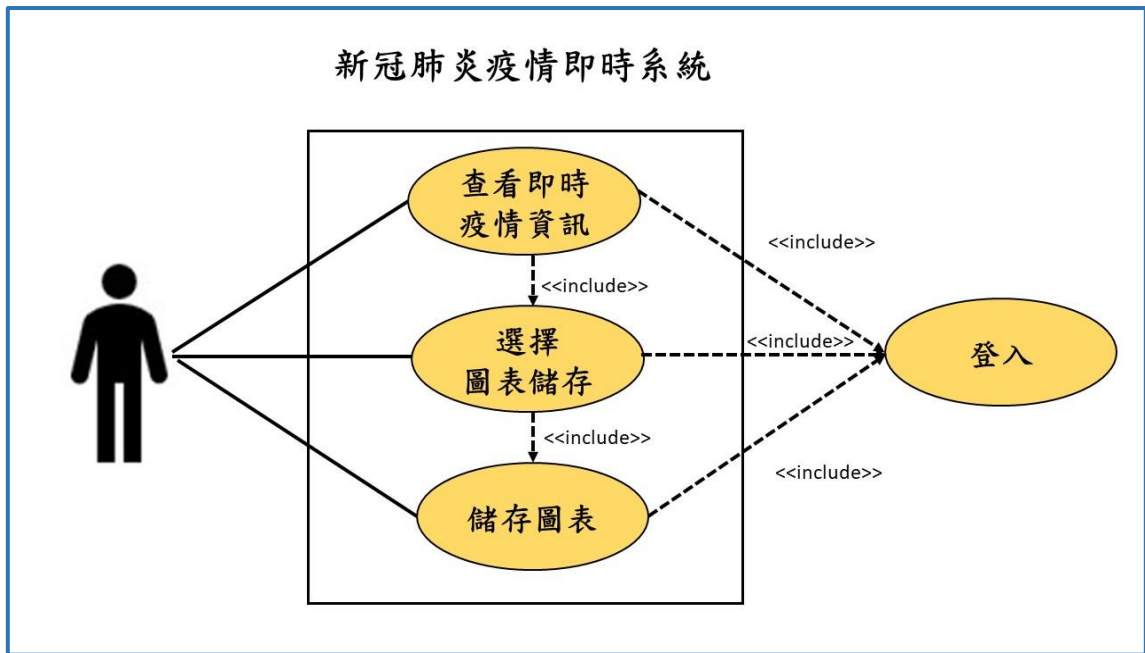 新冠肺炎疫情即時系統
查看即時
疫情資訊
<<include>>
<<include>>
選擇
圖表儲存
<<include>>
登入
<<include>>
<<include>>
儲存圖表